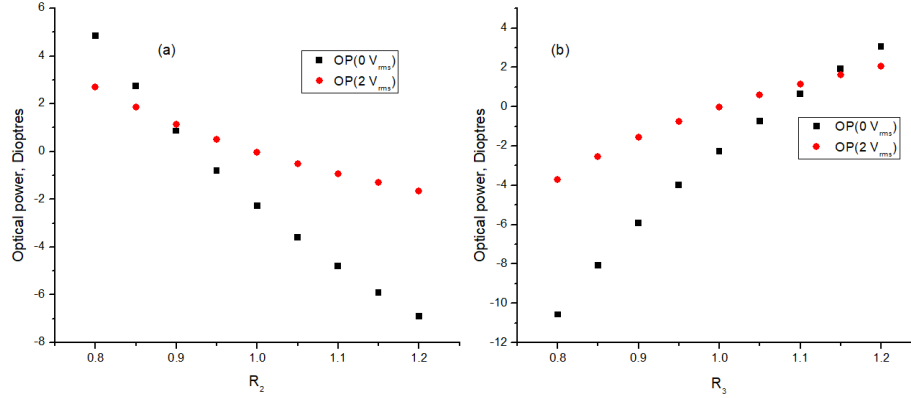 6
4
2
0
-2
-4
-6
-8
0.8
0.9
1.0
1.1
1.2
Optical power, Dioptres
R₂
(a)
OP(0 Vᵣₘₛ)
OP(2 Vᵣₘₛ)
4
2
0
-2
-4
-6
-8
-10
-12
0.8
0.9
1.0
1.1
1.2
Optical power, Dioptres
R₃
(b)
OP(0 Vᵣₘₛ)
OP(2 Vᵣₘₛ)